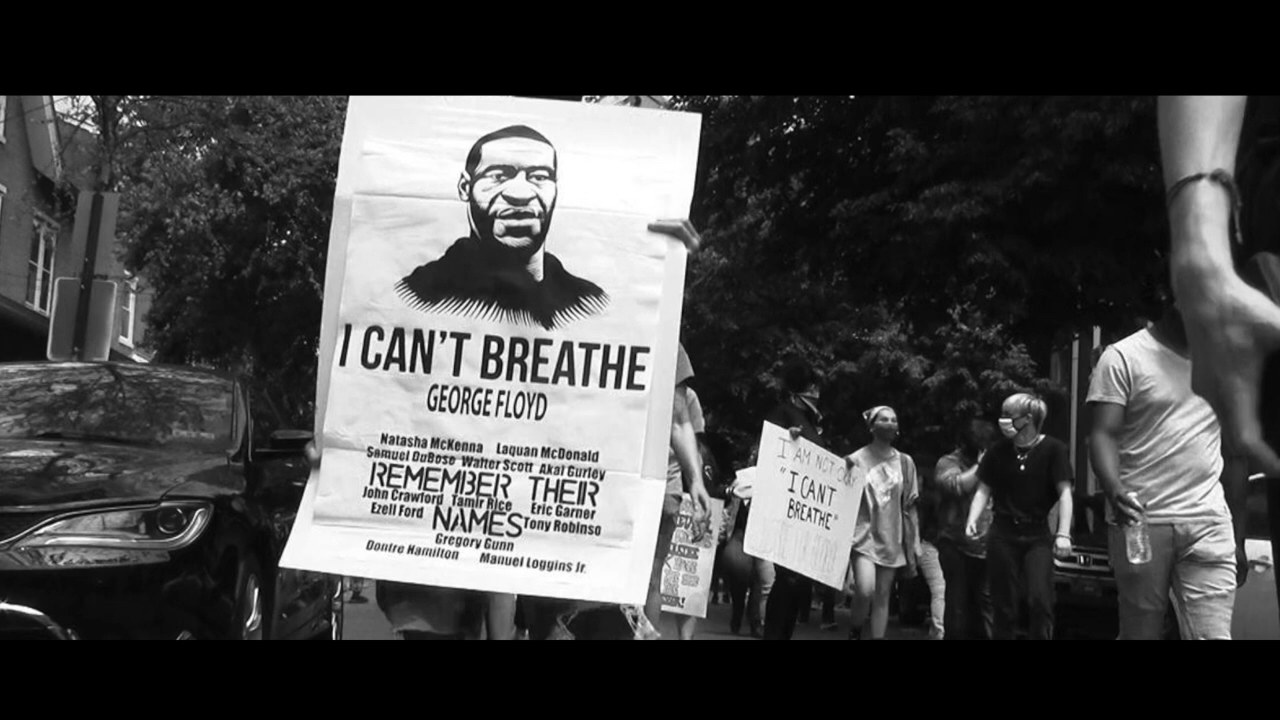 I CAN'T BREATHE
GEORGE FLOYD
Natasha McKenna Laquan McDonald
Samuel DuBose Walter Scott Akai Gurley
REMEMBER THEIR
John Crawford Tamir Rice Eric Garner
Ezell Ford NAMES Tony Robinso
Gregory Gunn
Dontre Hamilton Manuel Loggins Jr.
I AM NOT
"I CANT
BREATHE"